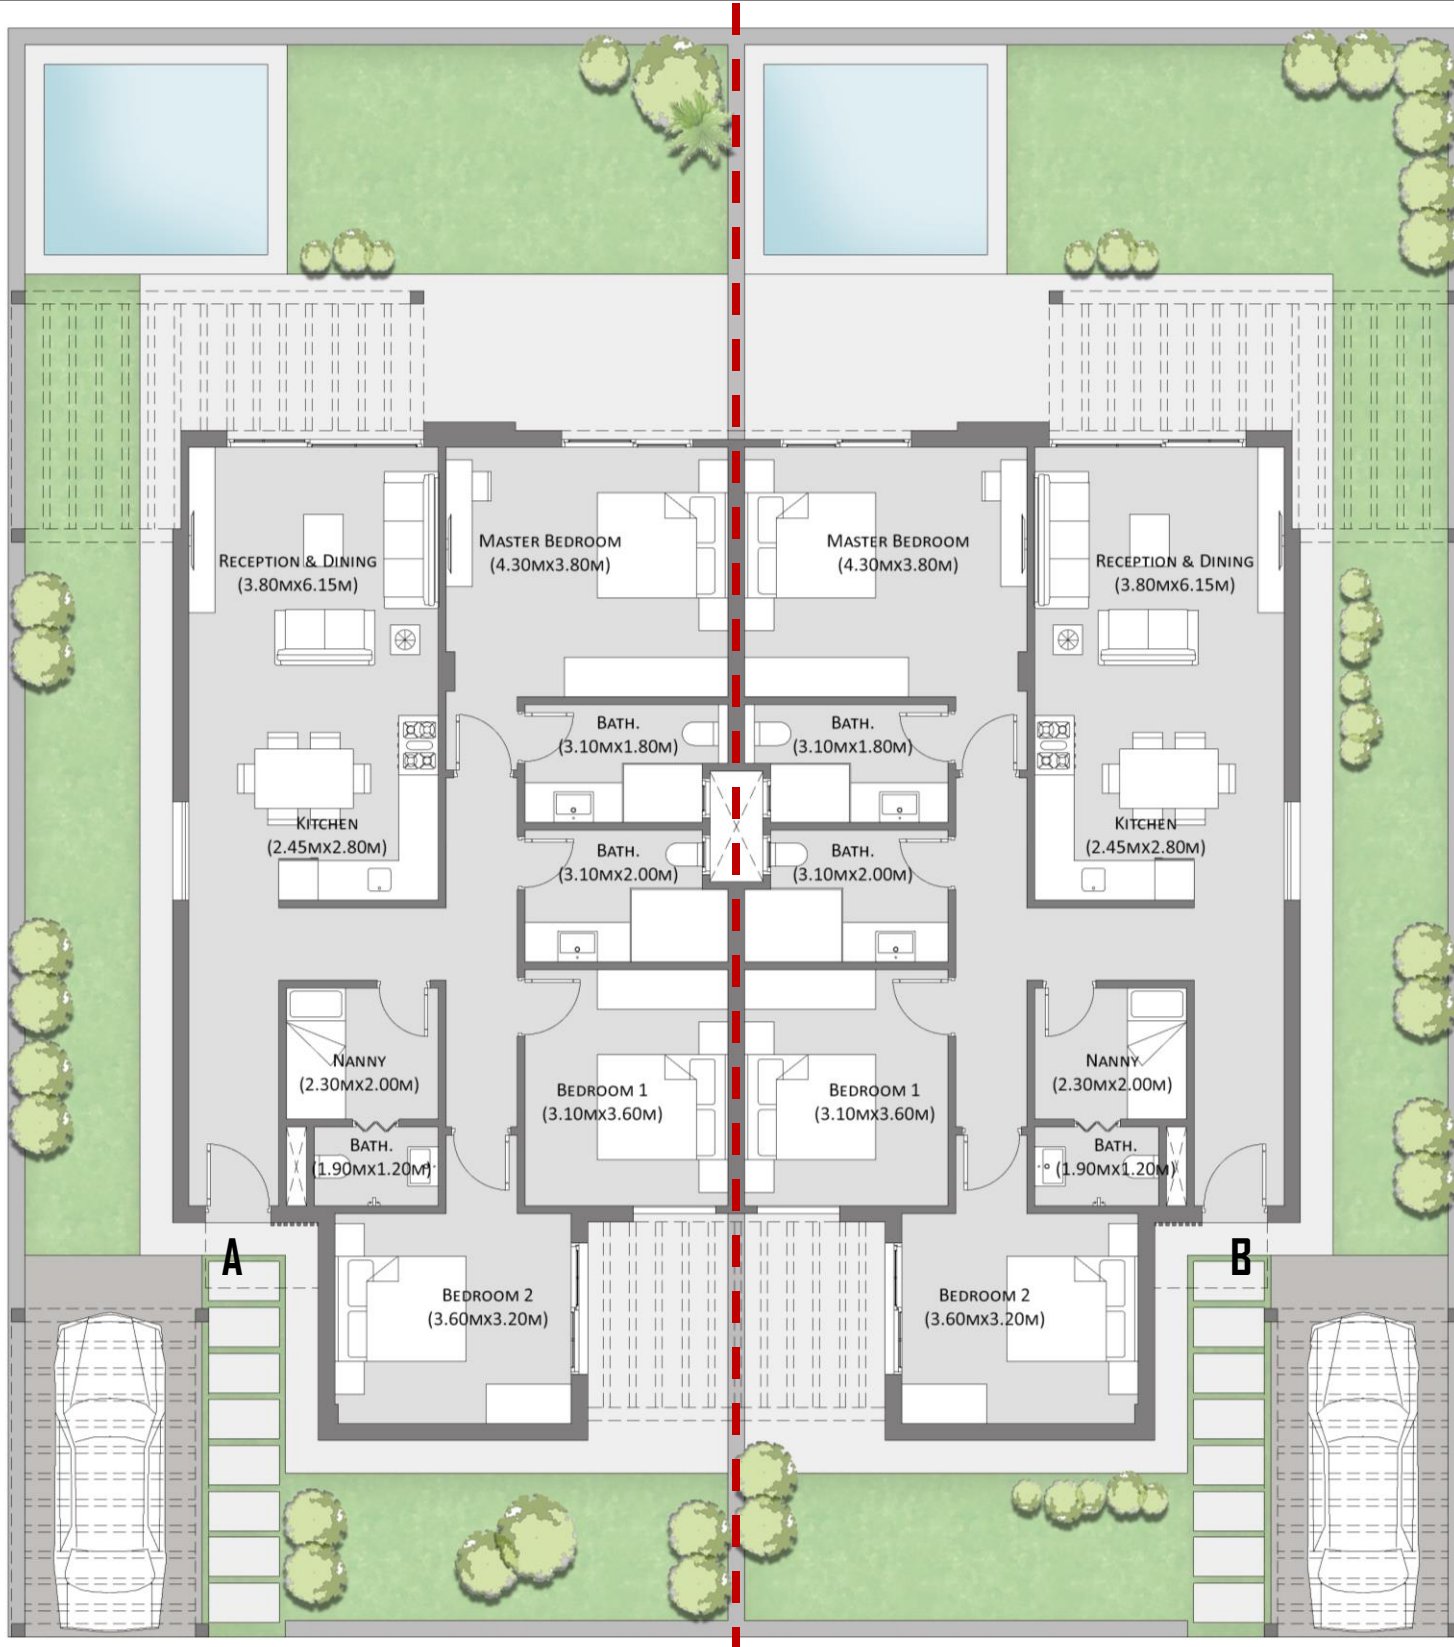 MASTER BEDROOM
(4.30MX3.80M)
MASTER BEDROOM
(4.30MX3.80M)
RECEPTION & DINING
(3.80MX6.15M)
RECEPTION & DINING
(3.80MX6.15M)
BATH.
(3.10MX1.80M)
BATH.
(3.10MX1.80M)
KITCHEN
(2.45MX2.80M)
BATH.
(3.10MX2.00M)
BATH.
(3.10MX2.00M)
KITCHEN
(2.45MX2.80M)
NANNY
(2.30MX2.00M)
BEDROOM 1
(3.10MX3.60M)
BEDROOM 1
(3.10MX3.60M)
NANNY
(2.30MX2.00M)
BATH.
(1.90MX1.20M)
BATH.
(1.90MX1.20M)
A
B
BEDROOM 2
(3.60MX3.20M)
BEDROOM 2
(3.60MX3.20M)